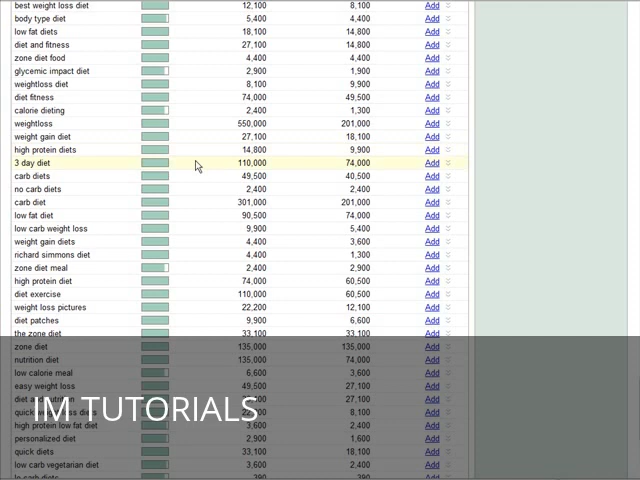 best weight loss diet 12,100 8,100 Add
body type diet 5,400 4,400 Add
low fat diets 18,100 14,800 Add
diet and fitness 27,100 14,800 Add
zone diet food 4,400 4,400 Add
glycemic impact diet 2,900 1,900 Add
weightloss diet 8,100 9,900 Add
diet fitness 74,000 49,500 Add
calorie dieting 2,400 1,300 Add
weightloss 550,000 201,000 Add
weight gain diet 27,100 18,100 Add
high protein diets 14,800 9,900 Add
3 day diet 110,000 74,000 Add
carb diets 49,500 40,500 Add
no carb diets 2,400 2,400 Add
carb diet 301,000 201,000 Add
low fat diet 90,500 74,000 Add
low carb weight loss 9,900 5,400 Add
weight gain diets 4,400 3,600 Add
richard simmons diet 4,400 1,300 Add
zone diet meal 2,400 2,900 Add
high protein diet 74,000 60,500 Add
diet exercise 110,000 60,500 Add
weight loss pictures 22,200 12,100 Add
diet patches 9,900 6,600 Add
the zone diet 33,100 33,100 Add
zone diet 135,000 135,000 Add
nutrition diet 135,000 74,000 Add
low calorie meal 6,600 3,600 Add
easy weight loss 49,500 27,100 Add
diet and 27,100 Add
IM TUTORIALS
quick weight loss diets 8,100 Add
high protein low fat diet 3,600 2,400 Add
personalized diet 2,900 1,600 Add
quick diets 33,100 18,100 Add
low carb vegetarian diet 3,600 2,400 Add
390 390 Add